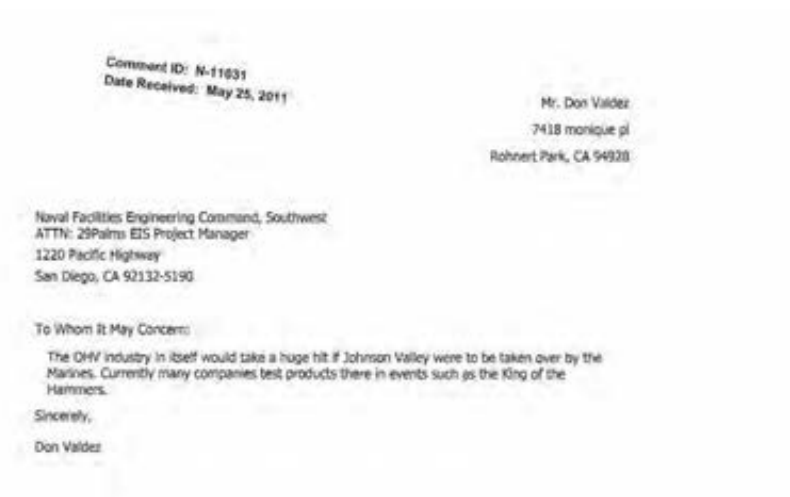 Comment ID: N-11631
Date Received: May 25, 2011
Mr. Don Valdez
7418 monique pl
Rohnert Park, CA 94928
Naval Facilities Engineering Command, Southwest
ATTN: 29Palms EIS Project Manager
1220 Pacific Highway
San Diego, CA 92132-5190
To Whom It May Concern:
The OHV industry in itself would take a huge hit if Johnson Valley were to be taken over by the
Marines. Currently many companies test products there in events such as the King of the
Hammers.
Sincerely,
Don Valdez